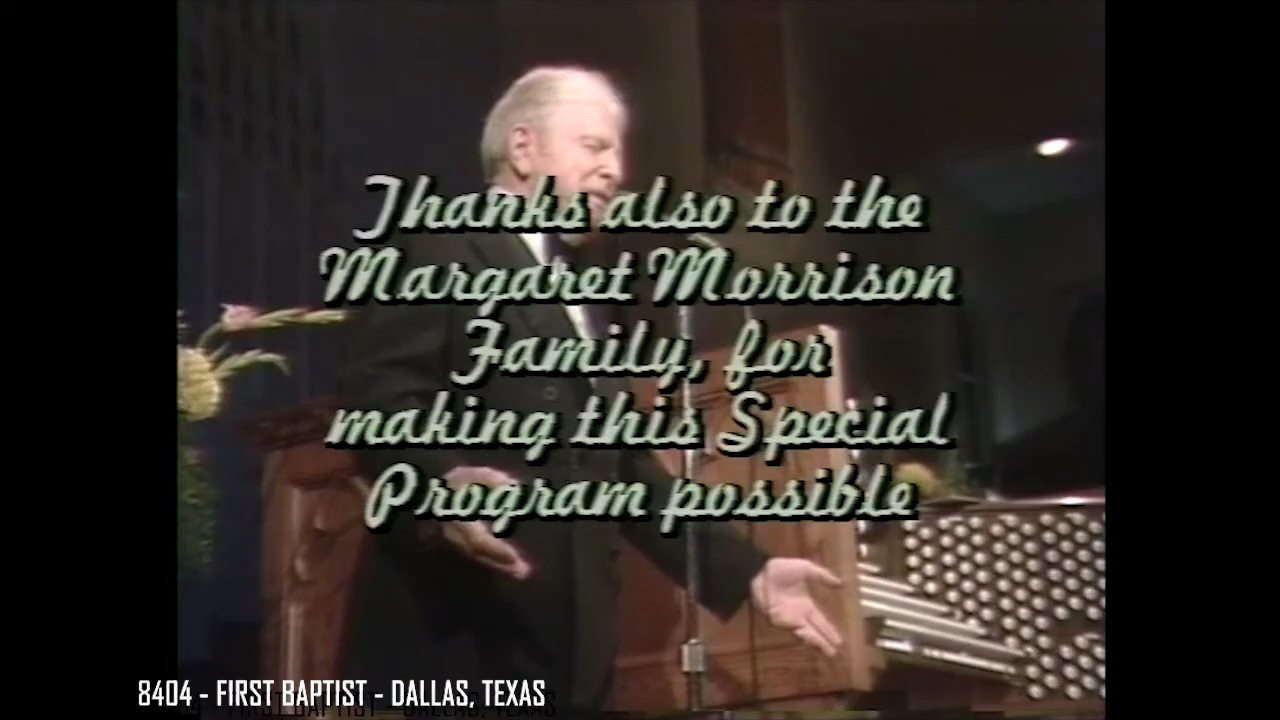 Thanks also to the
Margaret Morrison
Family, for
making this Special
Program possible
8404 - FIRST BAPTIST - DALLAS, TEXAS